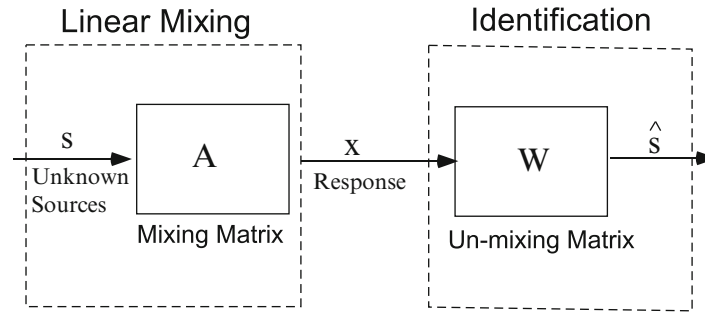 Linear Mixing
Identification
s
Unknown
Sources
A
Mixing Matrix
x
Response
W
Un-mixing Matrix
ŝ